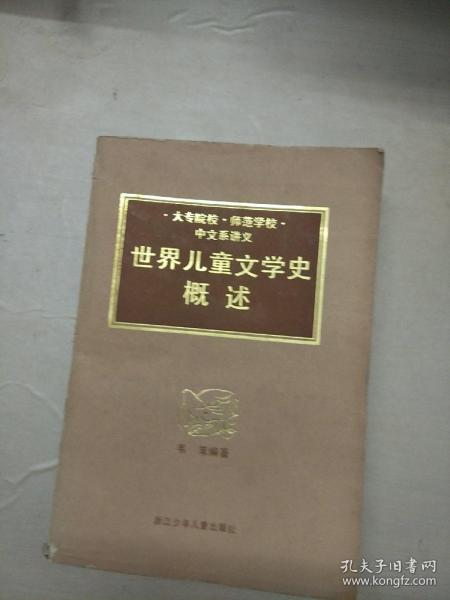 ·大专院校·师范学校·
中文系讲义
世界儿童文学史
概述
韦苇编著
浙江少年儿童出版社
孔夫子旧书网
www.kongfz.com